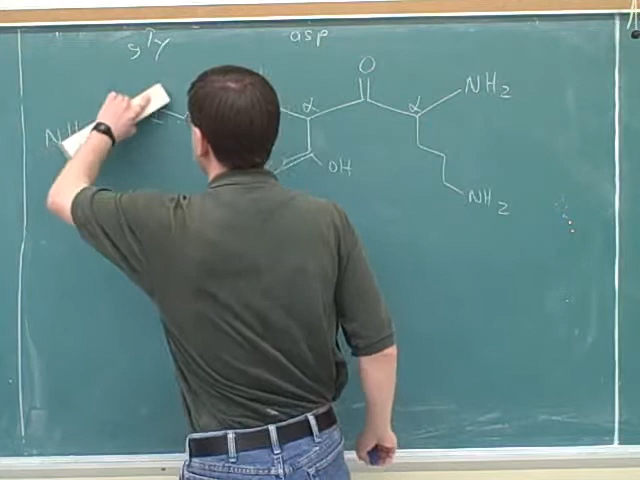 gly asp
O
α α NH2
NH
OH
NH2